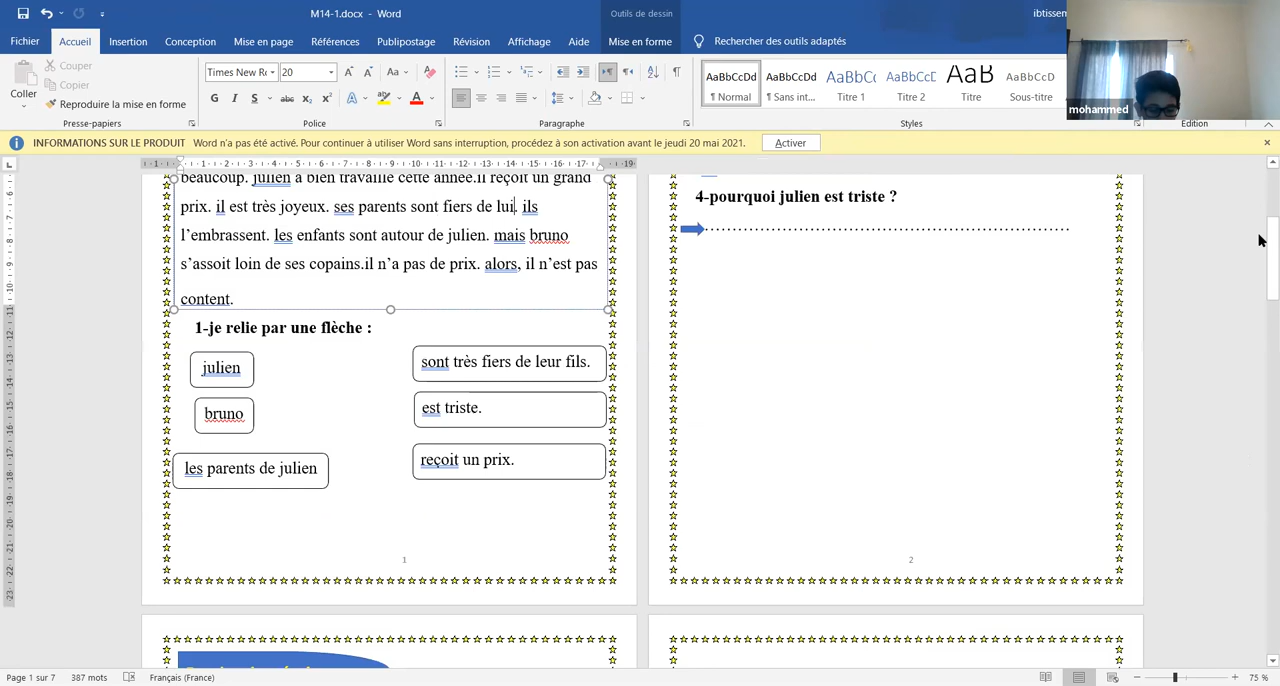 M14-1.docx - Word
Outils de dessin
ibtissem
Fichier
Accueil
Insertion
Conception
Mise en page
Références
Publipostage
Révision
Affichage
Aide
Mise en forme
Rechercher des outils adaptés
mohammed
Coller
Couper
Copier
Reproduire la mise en forme
Times New Ro
20
AaBbCcDd
AaBbCcDd
AaBbC
AaBbCcD
AaB
AaBbCcD
¶ Normal
¶ Sans int...
Titre 1
Titre 2
Titre
Sous-titre
Presse-papiers
Police
Paragraphe
Styles
Édition
INFORMATIONS SUR LE PRODUIT Word n'a pas été activé. Pour continuer à utiliser Word sans interruption, procédez à son activation avant le jeudi 20 mai 2021.
Activer
beaucoup. julien a bien travaillé cette année.il reçoit un grand
prix. il est très joyeux. ses parents sont fiers de lui. ils
l’embrassent. les enfants sont autour de julien. mais bruno
s’assoit loin de ses copains.il n’a pas de prix. alors, il n’est pas
content.
1-je relie par une flèche :
julien
sont très fiers de leur fils.
bruno
est triste.
les parents de julien
reçoit un prix.
1
4-pourquoi julien est triste ?
2
Page 1 sur 7
387 mots
Français (France)
75 %